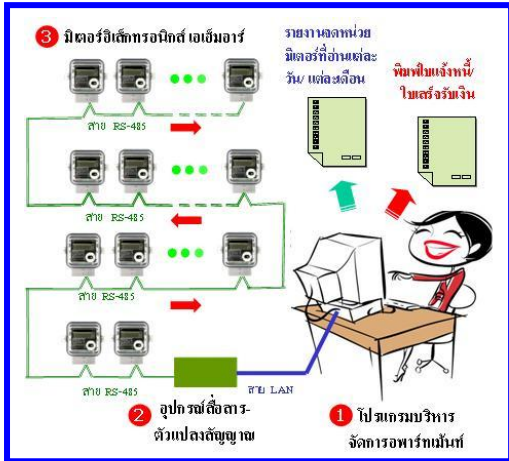 3 มิเตอร์อิเล็กทรอนิกส์ เอเอ็มอาร์
รายงานจดหน่วย
มิเตอร์ที่อ่านแต่ละ
วัน/ แต่ละเดือน
พิมพ์ใบแจ้งหนี้/
ใบเสร็จรับเงิน
สาย RS-485
สาย RS-485
สาย RS-485
สาย RS-485
สาย LAN
2 อุปกรณ์สื่อสาร-
ตัวแปลงสัญญาณ
1 โปรแกรมบริหาร
จัดการอพาร์ทเม้นท์